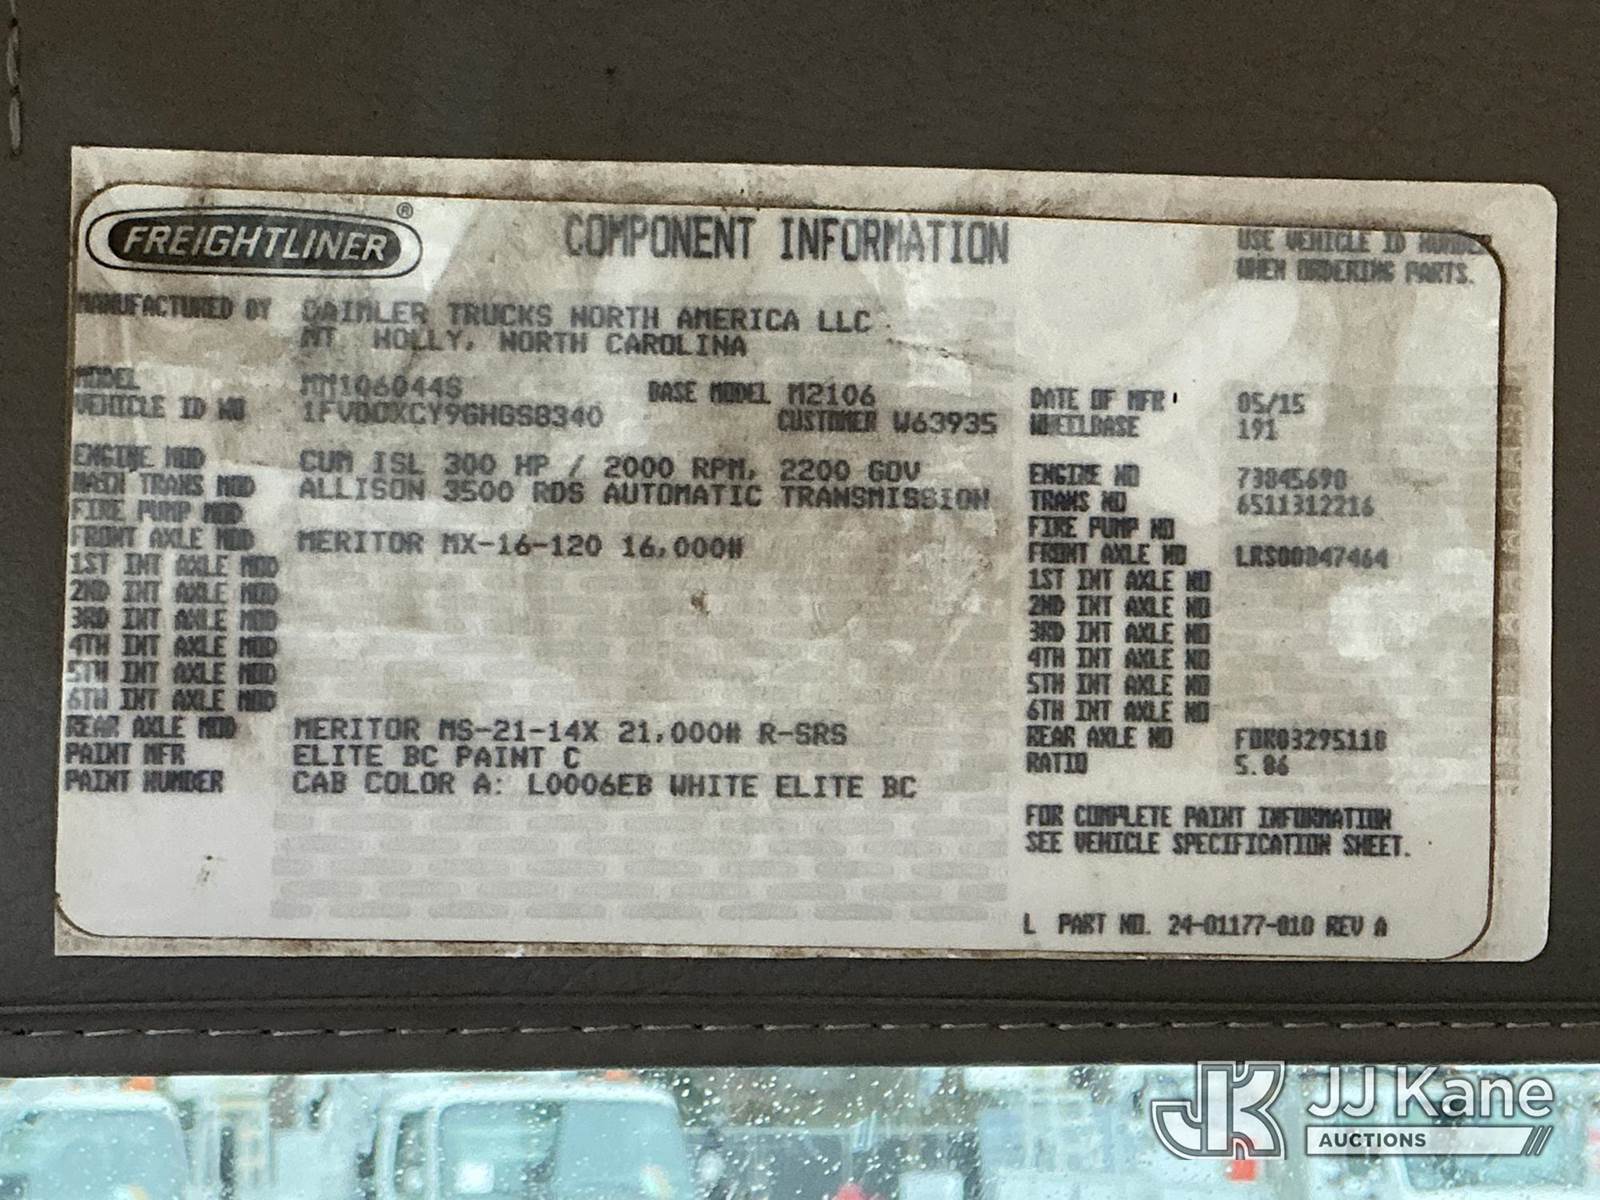 FREIGHTLINER ®
COMPONENT INFORMATION
USE VEHICLE ID NUMBER
WHEN ORDERING PARTS.
MANUFACTURED BY DAIMLER TRUCKS NORTH AMERICA LLC
MT. HOLLY, NORTH CAROLINA
MODEL MM106044S BASE MODEL M2106
VEHICLE ID NO CUSTOMER W63935
DATE OF MFR 05/15
WHEELBASE 191
ENGINE MOD CUM ISL 300 HP / 2000 RPM, 2200 GOV
MAIN TRANS MOD ALLISON 3500 RDS AUTOMATIC TRANSMISSION
FIRE PUMP MOD
FRONT AXLE MOD MERITOR MX-16-120 16,000#
1ST INT AXLE MOD
2ND INT AXLE MOD
3RD INT AXLE MOD
4TH INT AXLE MOD
5TH INT AXLE MOD
6TH INT AXLE MOD
REAR AXLE MOD MERITOR MS-21-14X 21,000# R-SRS
PAINT MFR ELITE BC PAINT C
PAINT NUMBER CAB COLOR A: L0006EB WHITE ELITE BC
ENGINE NO 73845690
TRANS NO 6511312216
FIRE PUMP NO
FRONT AXLE NO LRS00847464
1ST INT AXLE NO
2ND INT AXLE NO
3RD INT AXLE NO
4TH INT AXLE NO
5TH INT AXLE NO
6TH INT AXLE NO
REAR AXLE NO
RATIO
FOR COMPLETE PAINT INFORMATION
SEE VEHICLE SPECIFICATION SHEET.
L PART NO. 24-01177-010 REV A
JK JJ Kane
AUCTIONS